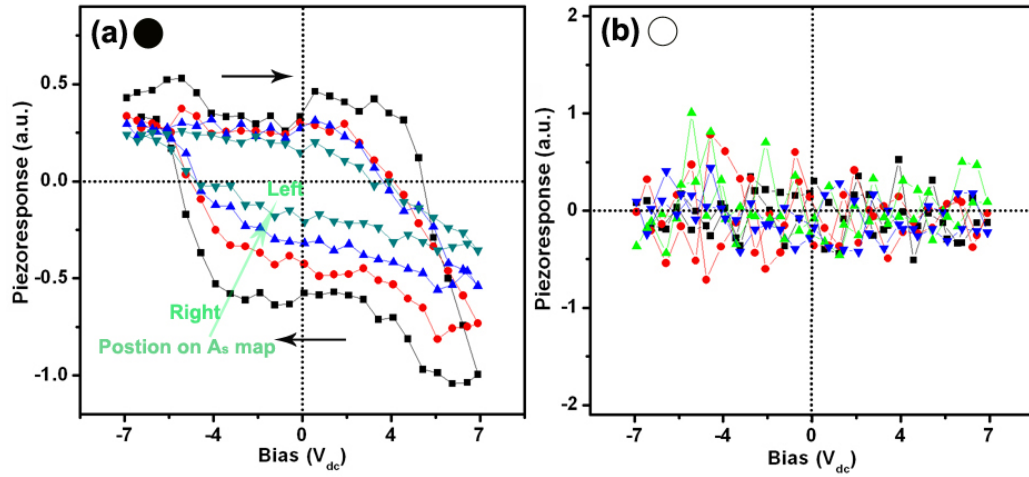 (a)
Piezoresponse (a.u.)
0.5
0.0
-0.5
-1.0
Left
Right
Postion on As map
-7
-4
0
4
7
Bias (Vdc)
(b)
Piezoresponse (a.u.)
2
1
0
-1
-2
-7
-4
0
4
7
Bias (Vdc)